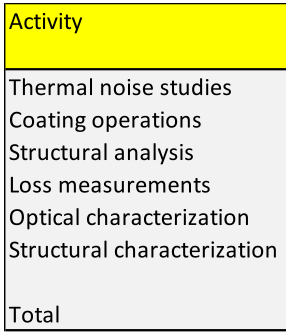 Activity
Thermal noise studies
Coating operations
Structural analysis
Loss measurements
Optical characterization
Structural characterization
Total